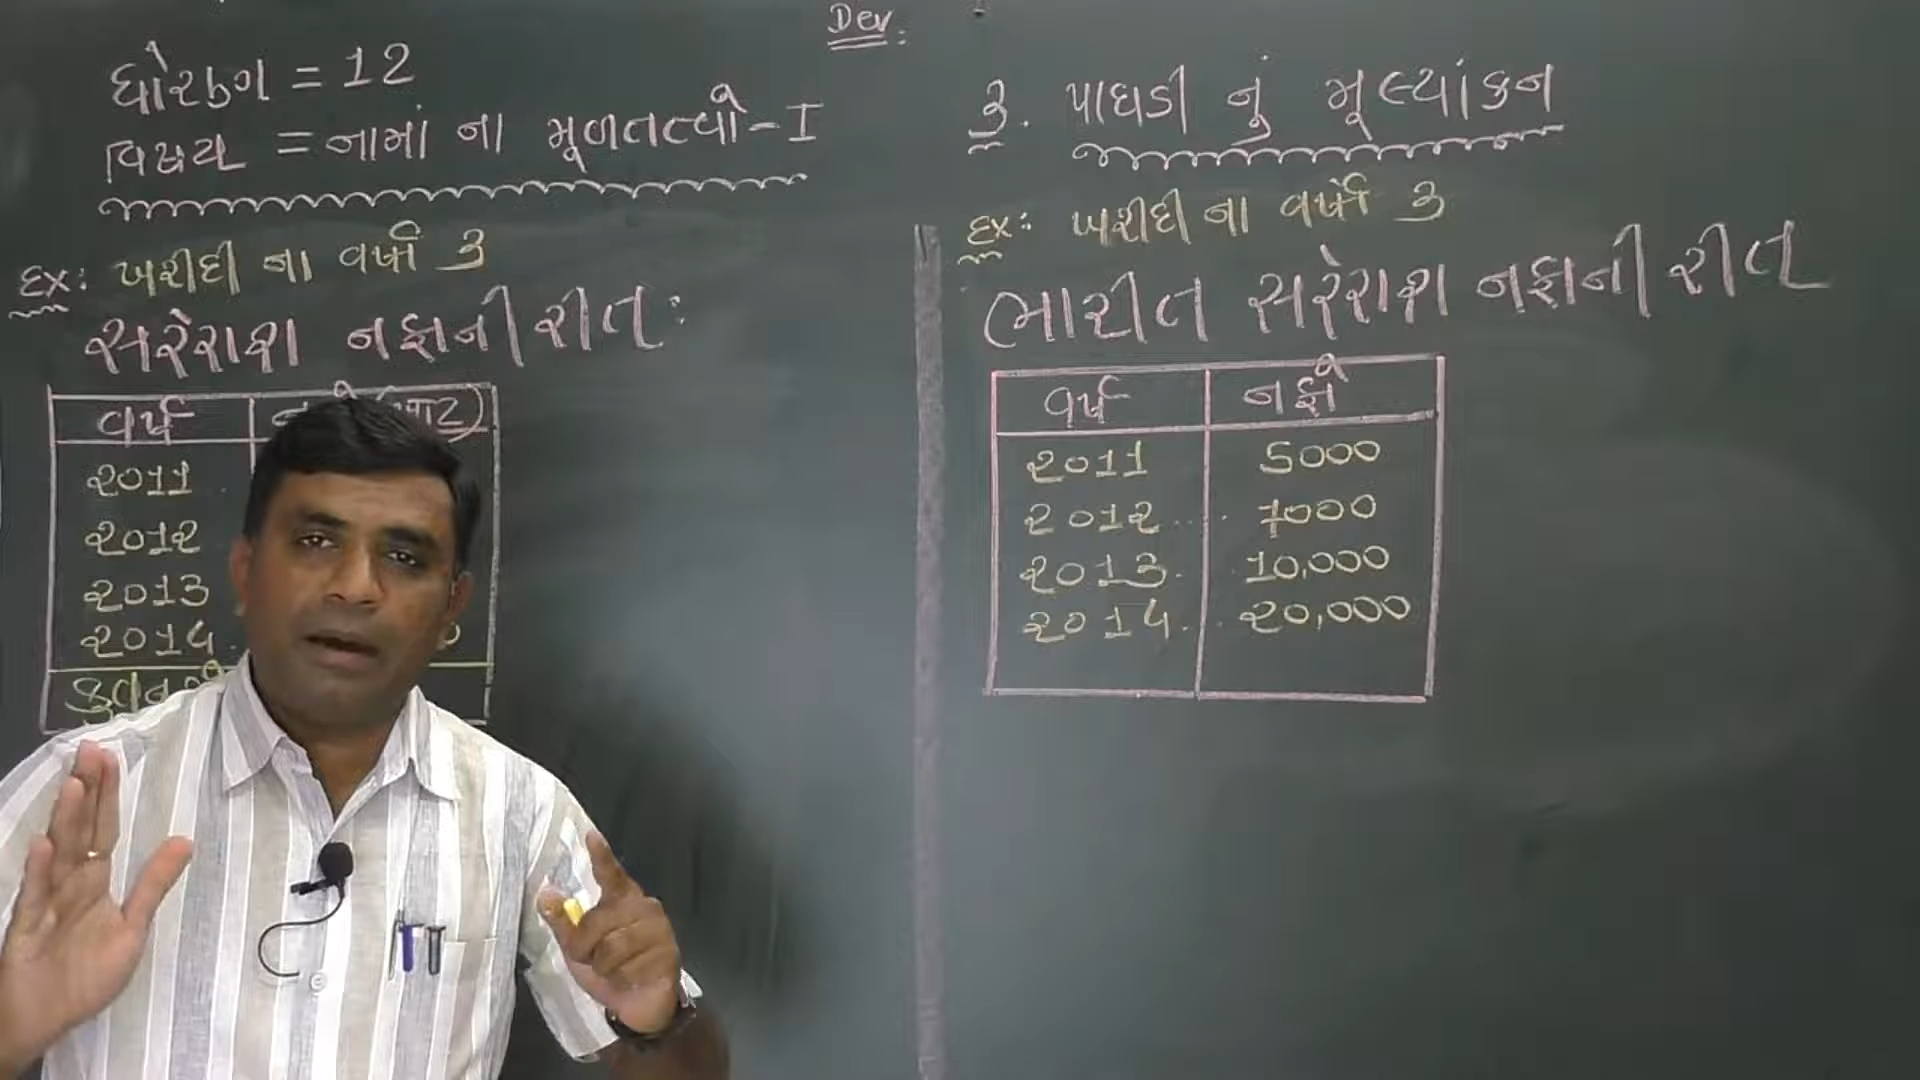 Dev.
ધોરણ = 12
વિષય = નામાં ના મૂળતત્વો - I
Ex: ખરીદી ના વર્ષો 3
સરેરાશ નફાની રીત:
વર્ષ
2011
2012
2013
2014
3. પાઘડી નું મૂલ્યાંકન
Ex: ખરીદી ના વર્ષો 3
ભારીત સરેરાશ નફાની રીત
વર્ષ નફો
2011 5000
2012 7000
2013 10,000
2014 20,000